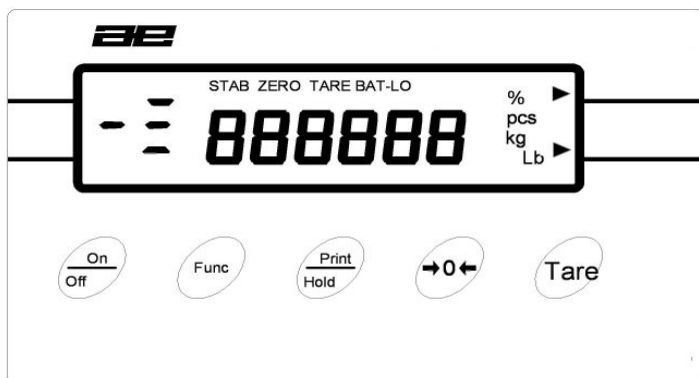 ae
STAB ZERO TARE BAT-LO
888888
%
pcs
kg
Lb
On
Off
Func
Print
Hold
→0←
Tare